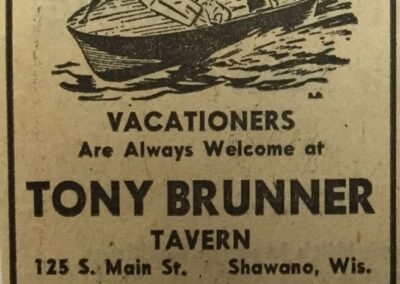 VACATIONERS
Are Always Welcome at
TONY BRUNNER
TAVERN
125 S. Main St. Shawano, Wis.